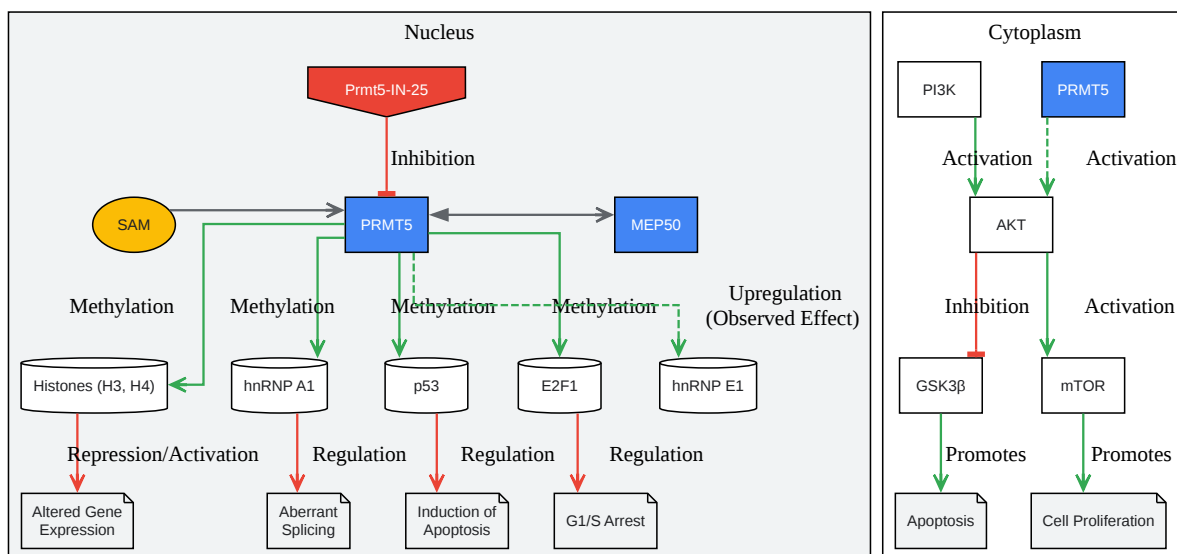 Nucleus
Cytoplasm
Prmt5-IN-25
PI3K
PRMT5
Inhibition
Activation
Activation
SAM
PRMT5
MEP50
AKT
Methylation
Methylation
Methylation
Methylation
Upregulation
(Observed Effect)
Inhibition
Activation
Histones (H3, H4)
hnRNP A1
p53
E2F1
hnRNP E1
GSK3β
mTOR
Repression/Activation
Regulation
Regulation
Regulation
Promotes
Promotes
Altered Gene
Expression
Aberrant
Splicing
Induction of
Apoptosis
G1/S Arrest
Apoptosis
Cell Proliferation